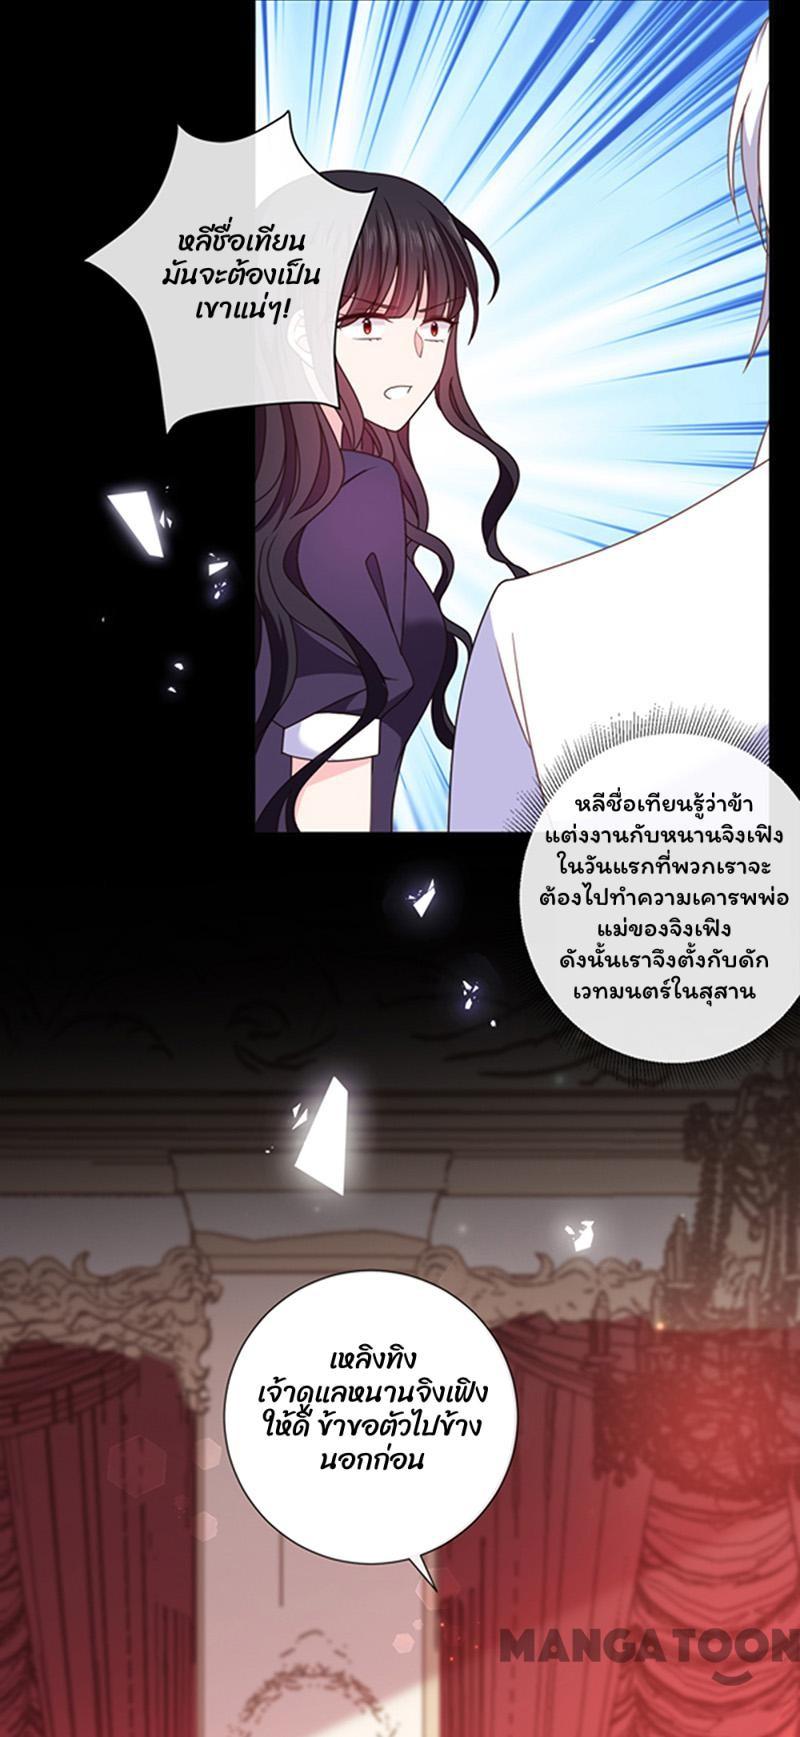 หลีชื่อเทียน
มันจะต้องเป็น
เขาแน่ๆ!
หลีชื่อเทียนรู้ว่าข้า
แต่งงานกับหนานจิงเฟิง
ในวันแรกที่พวกเราจะ
ต้องไปทำความเคารพพ่อ
แม่ของจิงเฟิง
ดังนั้นเราจึงตั้งกับดัก
เวทมนตร์ในสุสาน
เหลิงทิง
เจ้าดูแลหนานจิงเฟิง
ให้ดี ข้าขอตัวไปข้าง
นอกก่อน
MANGATOON